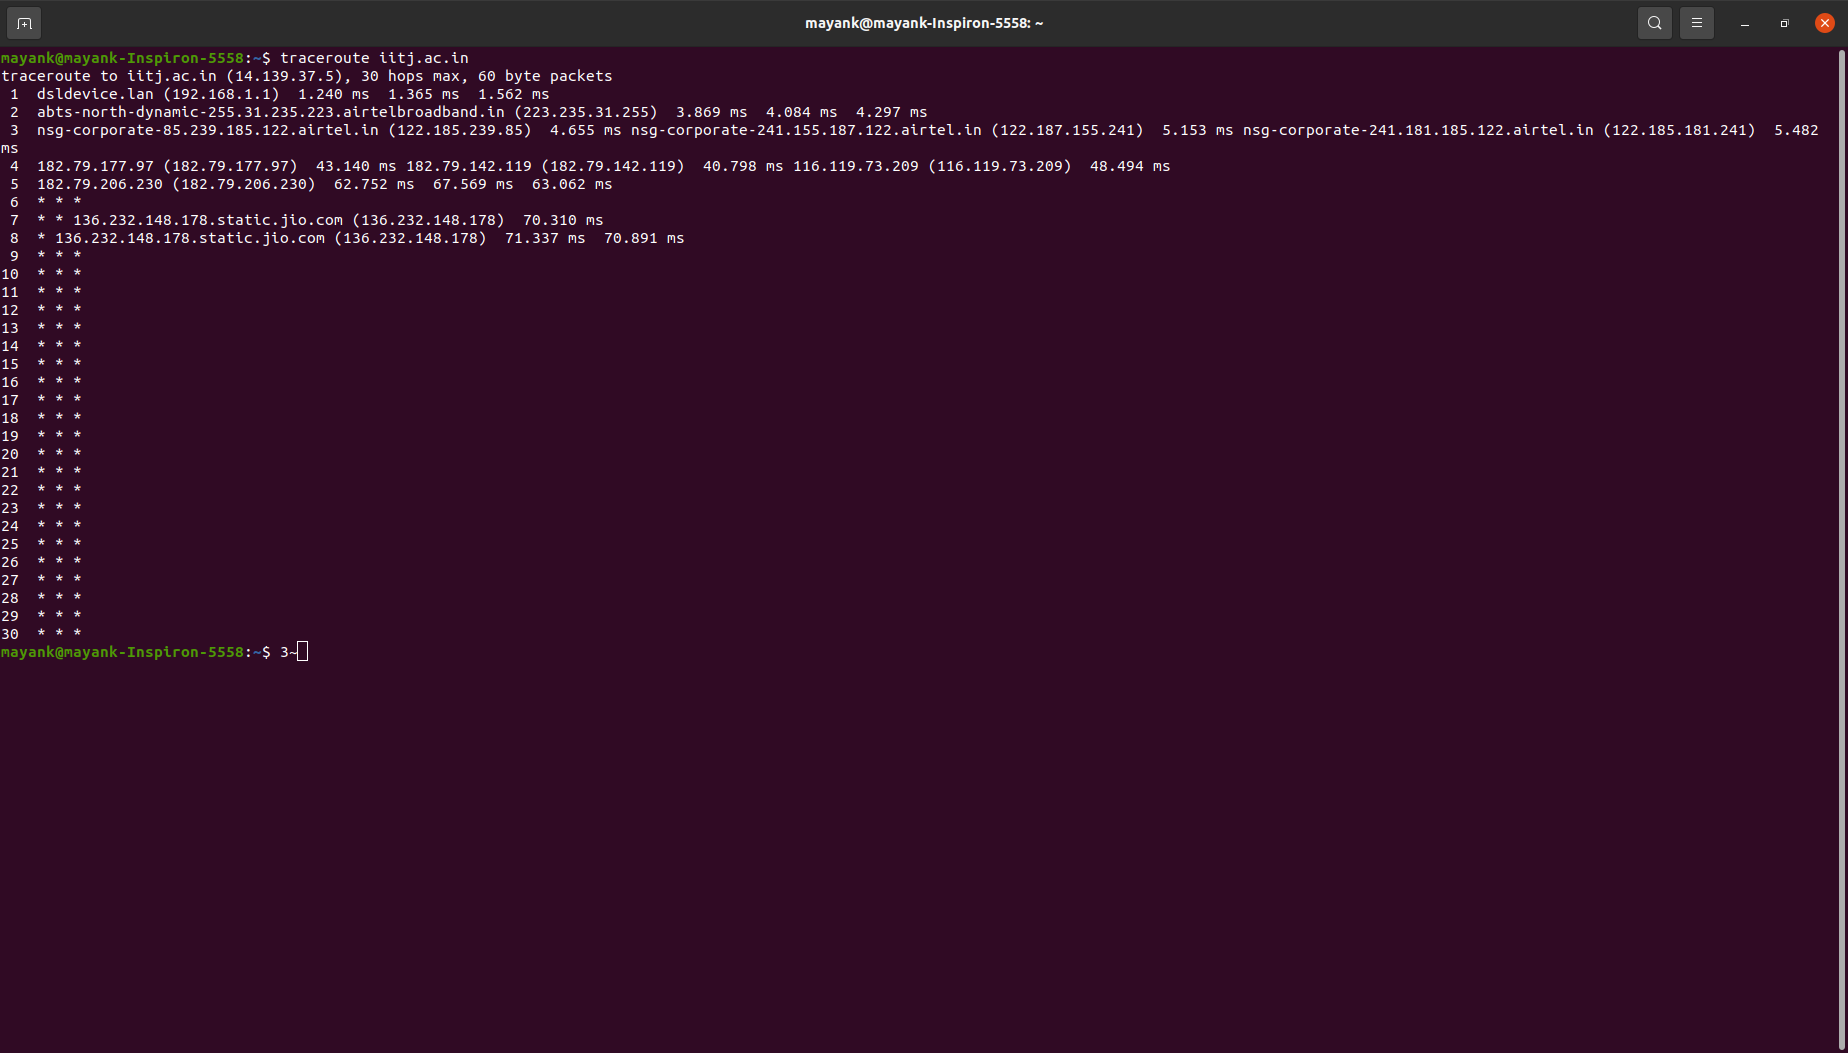 mayank@mayank-Inspiron-5558: ~
mayank@mayank-Inspiron-5558:~$ traceroute iitj.ac.in
traceroute to iitj.ac.in (14.139.37.5), 30 hops max, 60 byte packets
 1  dsldevice.lan (192.168.1.1)  1.240 ms  1.365 ms  1.562 ms
 2  abts-north-dynamic-255.31.235.223.airtelbroadband.in (223.235.31.255)  3.869 ms  4.084 ms  4.297 ms
 3  nsg-corporate-85.239.185.122.airtel.in (122.185.239.85)  4.655 ms nsg-corporate-241.155.187.122.airtel.in (122.187.155.241)  5.153 ms nsg-corporate-241.181.185.122.airtel.in (122.185.181.241)  5.482
ms
 4  182.79.177.97 (182.79.177.97)  43.140 ms 182.79.142.119 (182.79.142.119)  40.798 ms 116.119.73.209 (116.119.73.209)  48.494 ms
 5  182.79.206.230 (182.79.206.230)  62.752 ms  67.569 ms  63.062 ms
 6  * * *
 7  * * 136.232.148.178.static.jio.com (136.232.148.178)  70.310 ms
 8  * 136.232.148.178.static.jio.com (136.232.148.178)  71.337 ms  70.891 ms
 9  * * *
10  * * *
11  * * *
12  * * *
13  * * *
14  * * *
15  * * *
16  * * *
17  * * *
18  * * *
19  * * *
20  * * *
21  * * *
22  * * *
23  * * *
24  * * *
25  * * *
26  * * *
27  * * *
28  * * *
29  * * *
30  * * *
mayank@mayank-Inspiron-5558:~$ 3~